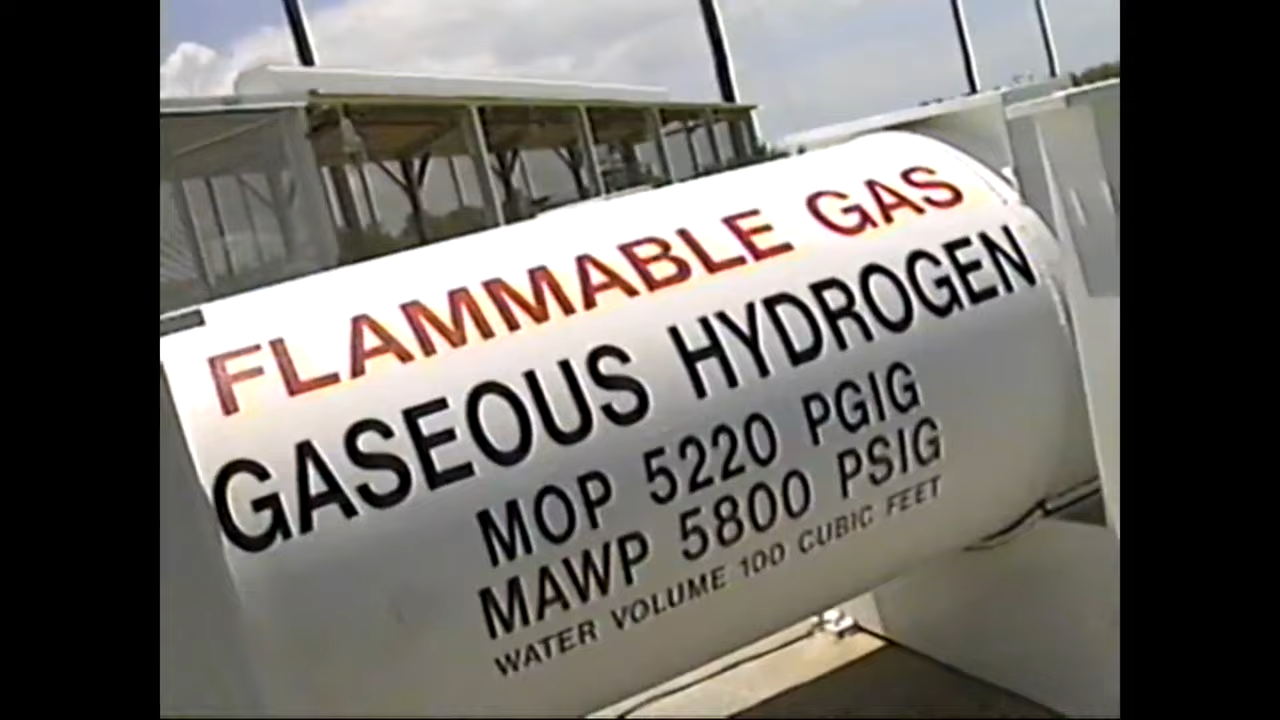 FLAMMABLE GAS
GASEOUS HYDROGEN
MOP 5220 PGIG
MAWP 5800 PSIG
WATER VOLUME 100 CUBIC FEET